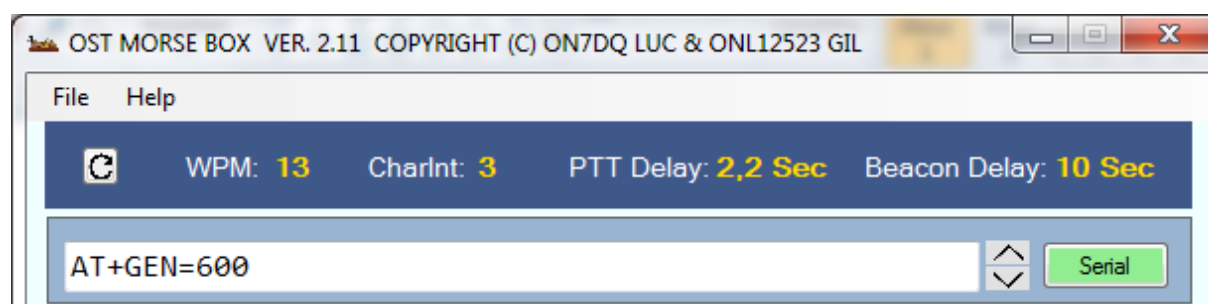 OST MORSE BOX VER. 2.11 COPYRIGHT (C) ON7DQ LUC & ONL12523 GIL
File Help
WPM: 13 CharInt: 3 PTT Delay: 2,2 Sec Beacon Delay: 10 Sec
AT+GEN=600 Serial